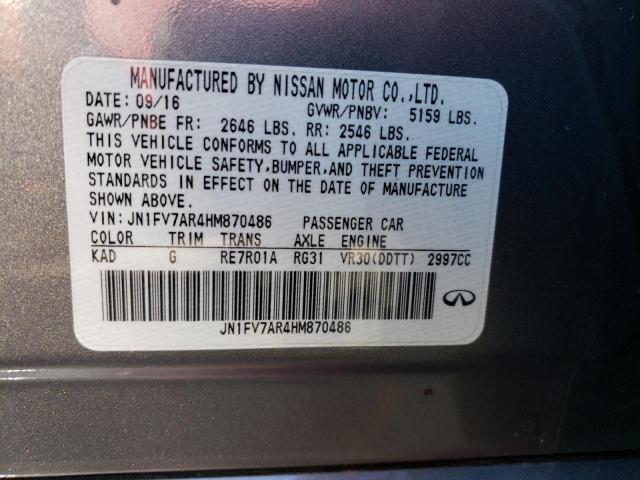 MANUFACTURED BY NISSAN MOTOR CO.,LTD.
DATE: 09/16 GVWR/PNBV: 5159 LBS.
GAWR/PNBE FR: 2646 LBS. RR: 2546 LBS.
THIS VEHICLE CONFORMS TO ALL APPLICABLE FEDERAL
MOTOR VEHICLE SAFETY,BUMPER,AND THEFT PREVENTION
STANDARDS IN EFFECT ON THE DATE OF MANUFACTURE
SHOWN ABOVE.
VIN: JN1FV7AR4HM870486 PASSENGER CAR
COLOR TRIM TRANS AXLE ENGINE
KAD G RE7R01A RG31 VR30(DDTT) 2997CC
JN1FV7AR4HM870486